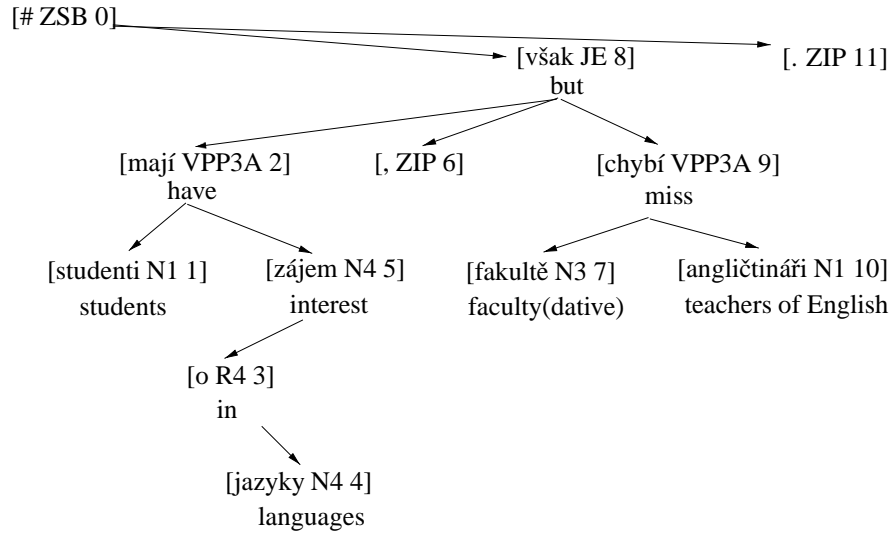 [# ZSB 0]
[však JE 8]
[. ZIP 11]
but
[mají VPP3A 2]
[, ZIP 6]
[chybí VPP3A 9]
have
miss
[studenti N1 1]
[zájem N4 5]
[fakultě N3 7]
[angličtináři N1 10]
students
interest
faculty(dative)
teachers of English
[o R4 3]
in
[jazyky N4 4]
languages